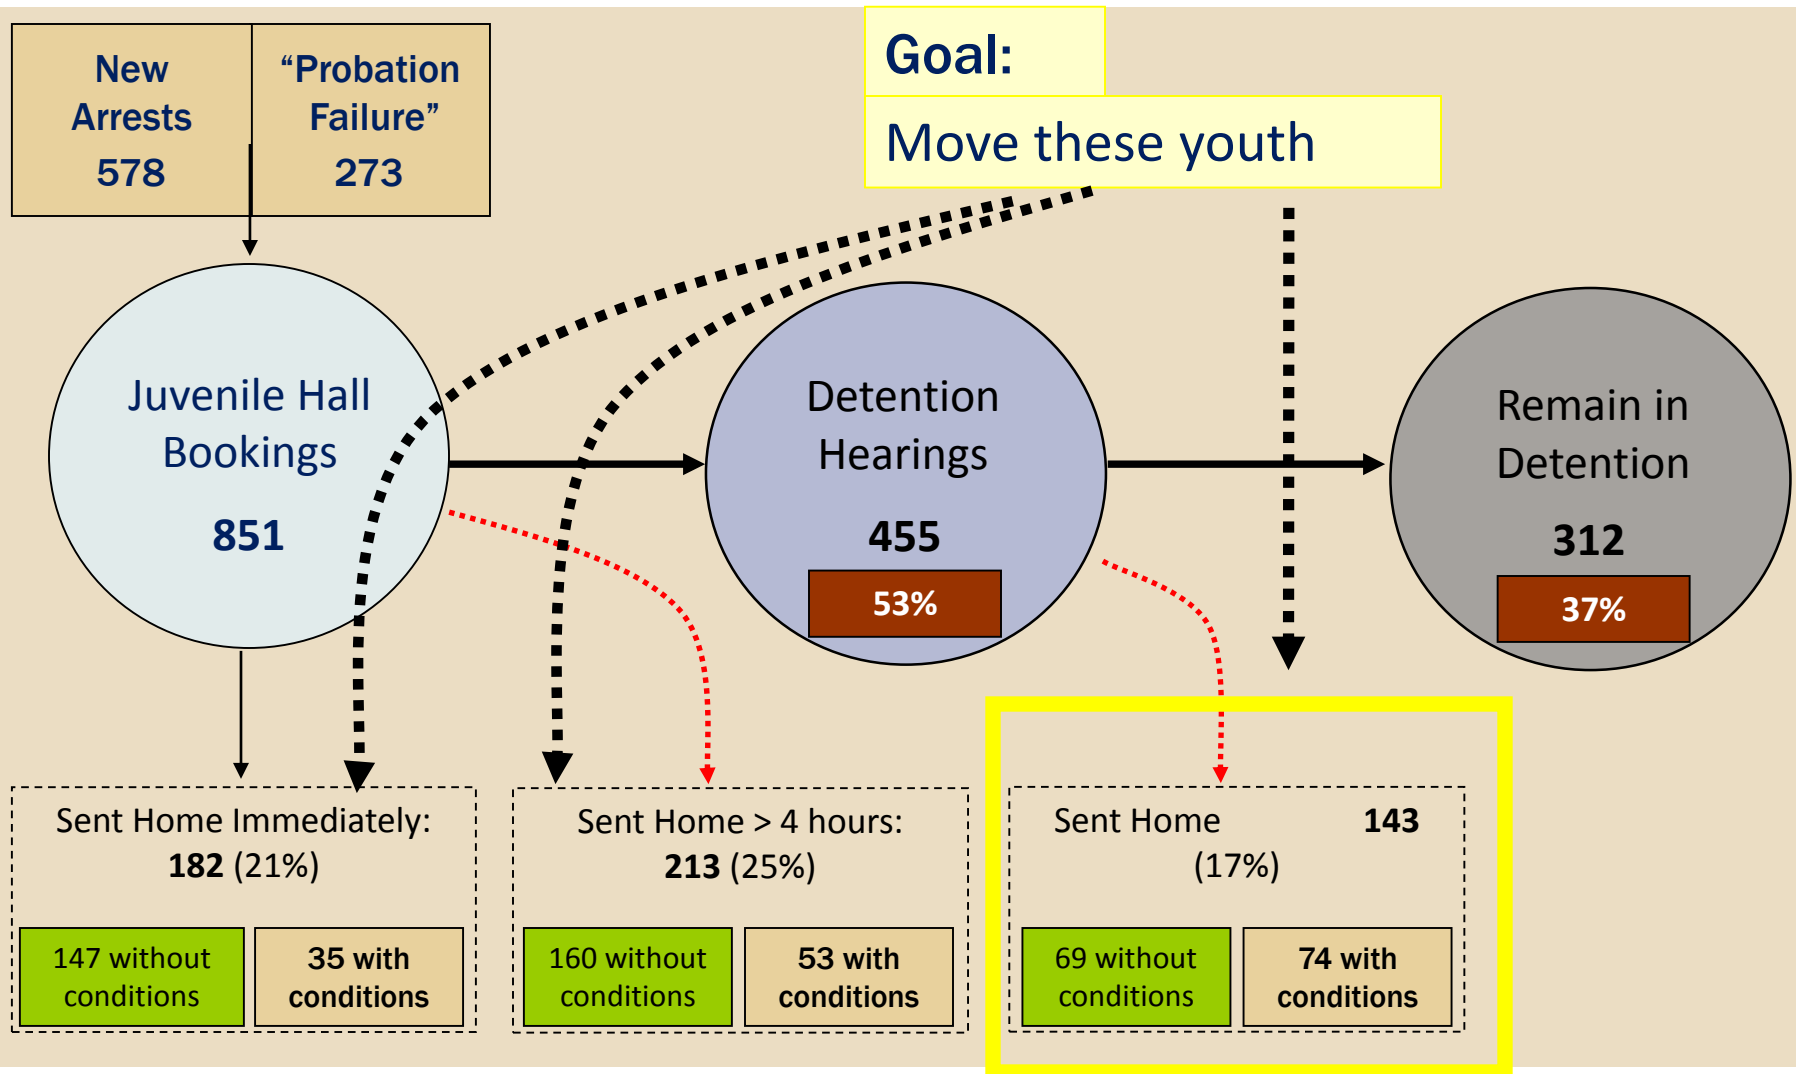 New
Arrests
578
“Probation
Failure”
273
Goal:
Move these youth
Juvenile Hall
Bookings
851
Detention
Hearings
455
53%
Remain in
Detention
312
37%
Sent Home Immediately:
182 (21%)
147 without
conditions
35 with
conditions
Sent Home > 4 hours:
213 (25%)
160 without
conditions
53 with
conditions
Sent Home 143
(17%)
69 without
conditions
74 with
conditions